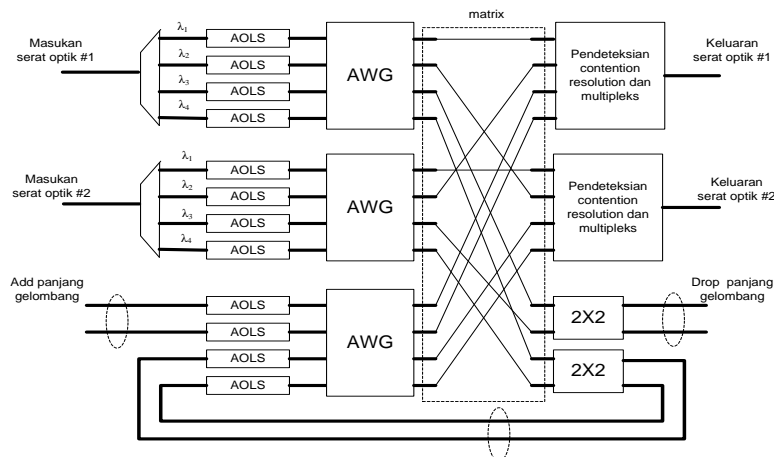 matrix
Masukan
serat optik #1
λ1
λ2
λ3
λ4
AOLS
AOLS
AOLS
AOLS
AWG
Pendeteksian
contention
resolution dan
multipleks
Keluaran
serat optik #1
Masukan
serat optik #2
λ1
λ2
λ3
λ4
AOLS
AOLS
AOLS
AOLS
AWG
Pendeteksian
contention
resolution dan
multipleks
Keluaran
serat optik #2
Add panjang
gelombang
AOLS
AOLS
AOLS
AOLS
AWG
2X2
2X2
Drop panjang
gelombang